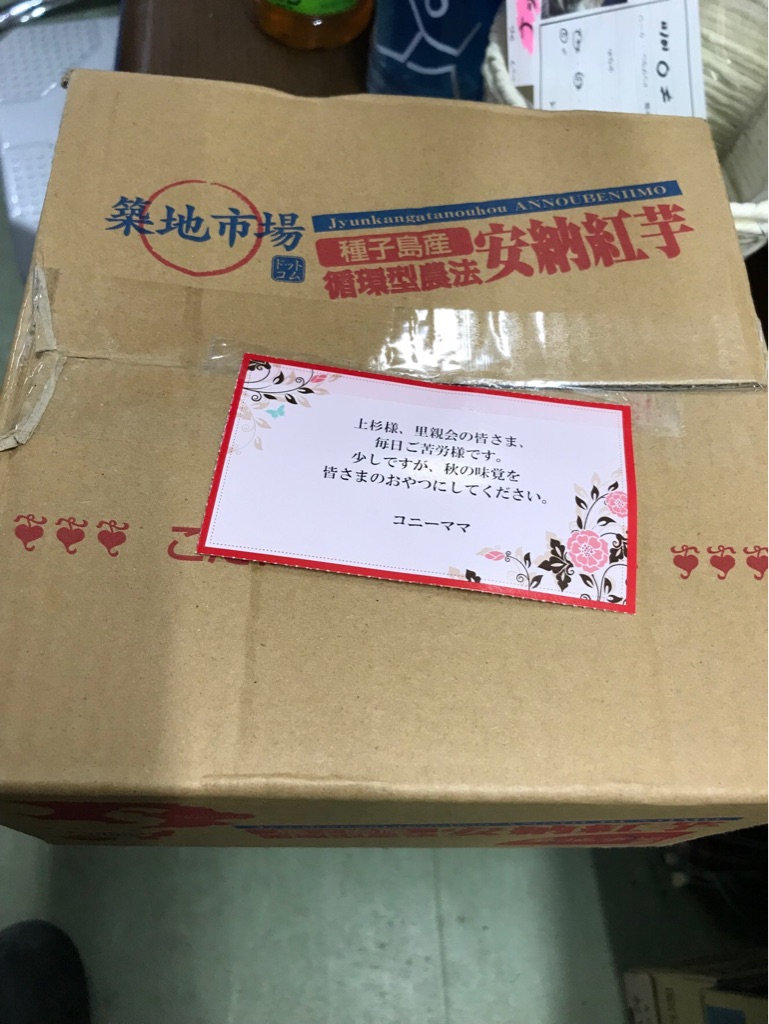 築地市場
ドット
コム
Jyunkangatanouhou ANNOUBENIIMO
種子島産
循環型農法
安納紅芋
上杉様、里親会の皆さま、
毎日ご苦労様です。
少しですが、秋の味覚を
皆さまのおやつにしてください。
コニーママ